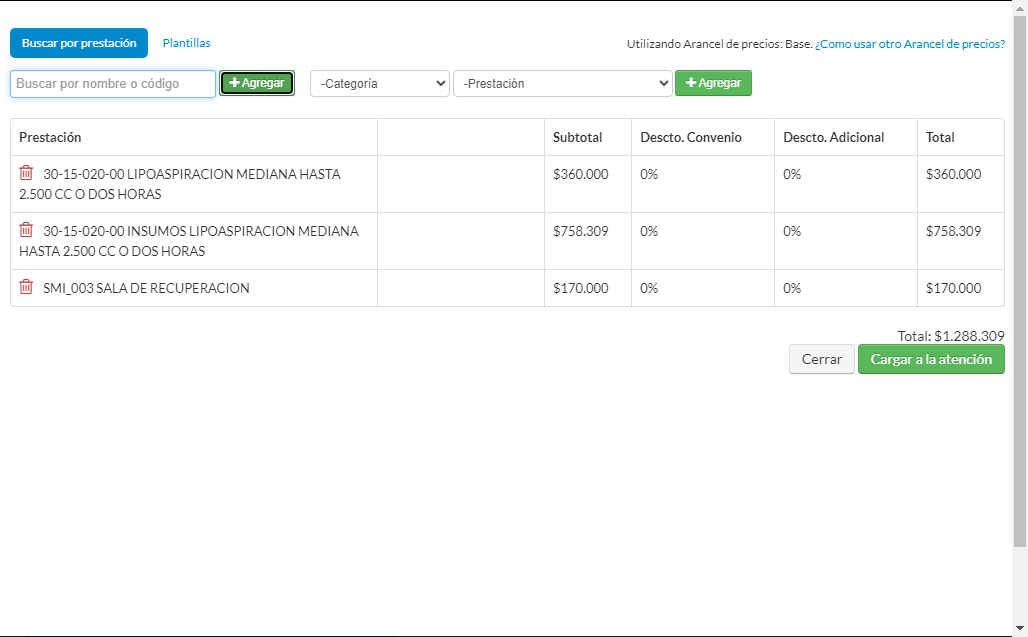 Buscar por prestación Plantillas Utilizando Arancel de precios: Base. ¿Como usar otro Arancel de precios?
Buscar por nombre o código + Agregar -Categoría -Prestación + Agregar
Prestación Subtotal Descto. Convenio Descto. Adicional Total
30-15-020-00 LIPOASPIRACION MEDIANA HASTA $360.000 0% 0% $360.000
2.500 CC O DOS HORAS
30-15-020-00 INSUMOS LIPOASPIRACION MEDIANA $758.309 0% 0% $758.309
HASTA 2.500 CC O DOS HORAS
SMI_003 SALA DE RECUPERACION $170.000 0% 0% $170.000
Total: $1.288.309
Cerrar Cargar a la atención